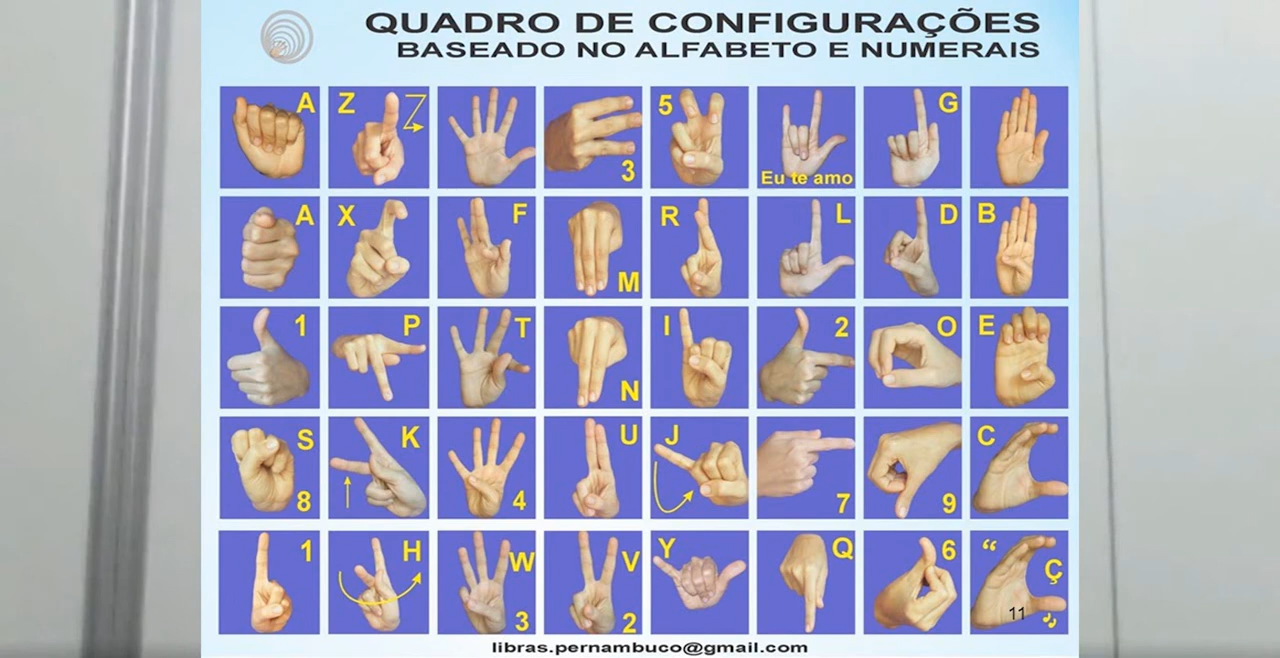 QUADRO DE CONFIGURAÇÕES
BASEADO NO ALFABETO E NUMERAIS
A
Z
3
5
Eu te amo
G
A
X
F
M
R
L
D
B
1
P
T
N
I
2
O
E
S
8
K
4
U
J
7
9
C
1
H
W
3
V
2
Y
Q
6
“
Ç
11
libras.pernambuco@gmail.com